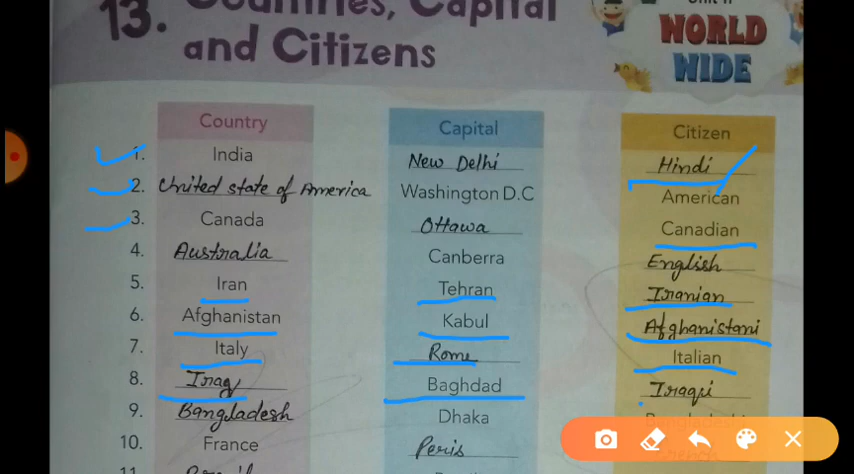 13. Countries, Capital
and Citizens
WORLD
WIDE
Country Capital Citizen
1. India New Delhi Hindi
2. United state of America Washington D.C American
3. Canada Ottawa Canadian
4. Australia Canberra English
5. Iran Tehran Iranian
6. Afghanistan Kabul Afghanistani
7. Italy Rome Italian
8. Iraq Baghdad Iraqi
9. Bangladesh Dhaka
10. France Peris
11.